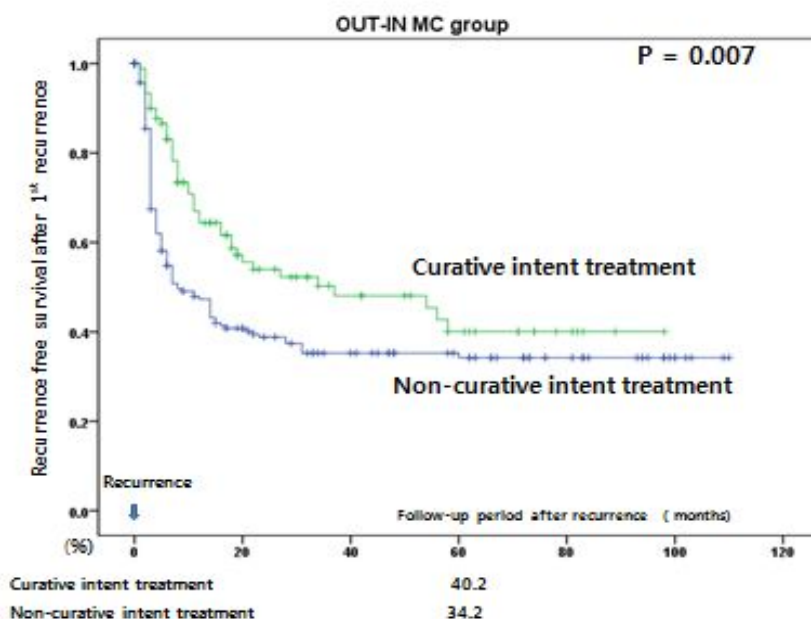 OUT-IN MC group
P = 0.007
Recurrence free survival after 1st recurrence
1.0
0.8
0.6
0.4
0.2
0.0
Curative intent treatment
Non-curative intent treatment
Recurrence
Follow-up period after recurrence ( months)
(%)
0 20 40 60 80 100 120
Curative intent treatment 40.2
Non-curative intent treatment 34.2